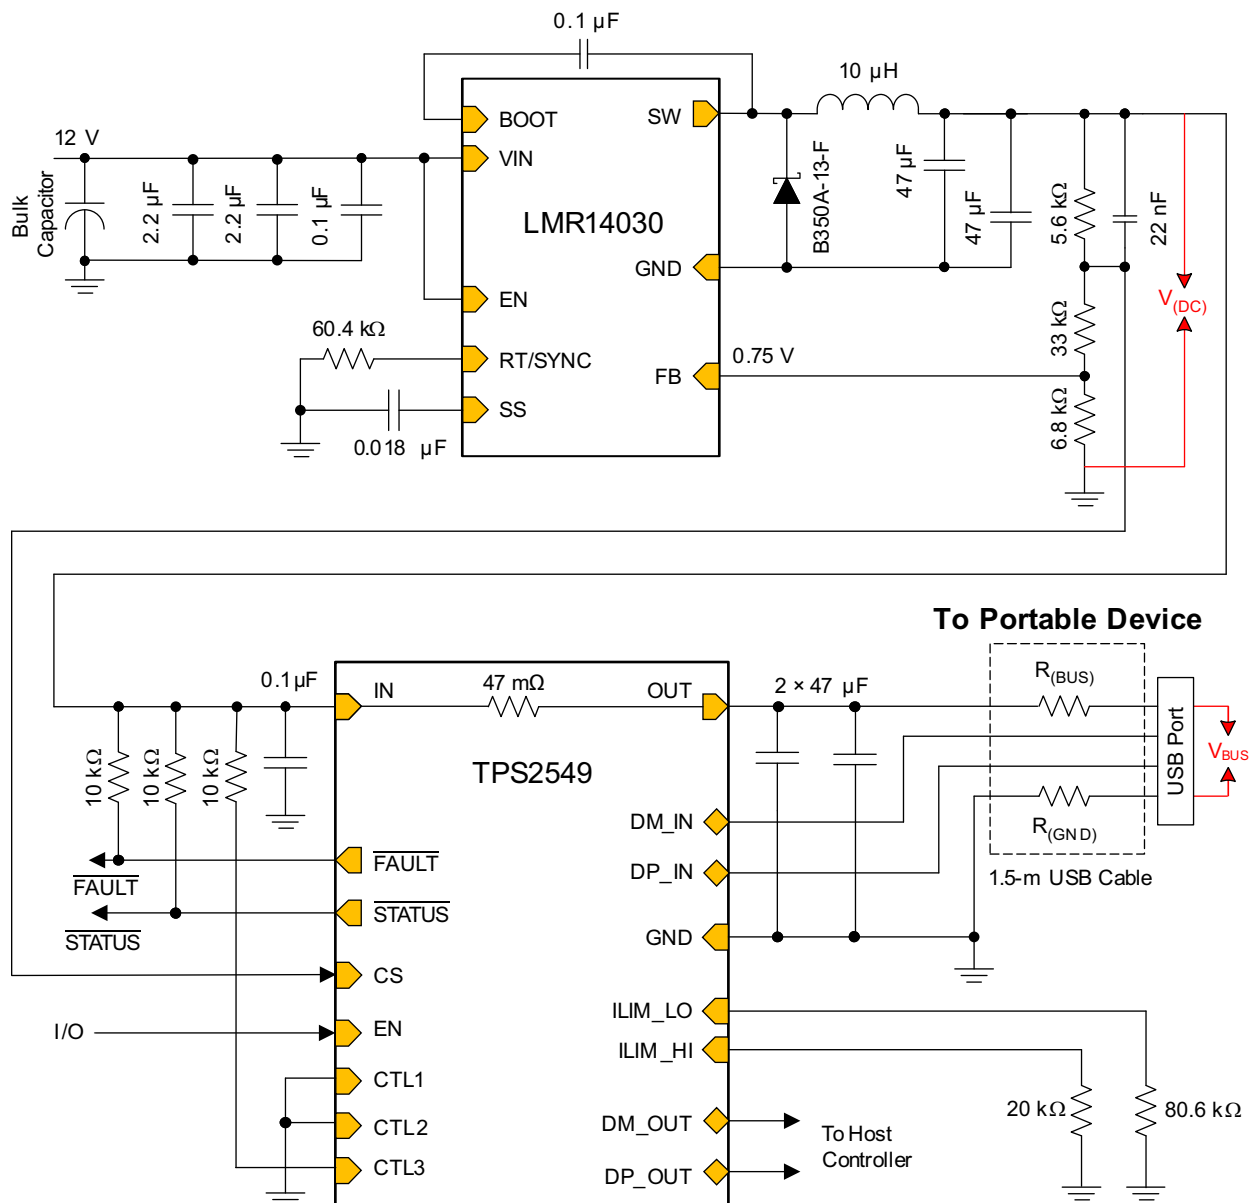 0.1 µF
10 µH
BOOT
SW
12 V
VIN
Bulk
Capacitor
2.2 µF
2.2 µF
0.1 µF
LMR14030
B350A-13-F
47 µF
47 µF
5.6 kΩ
22 nF
GND
EN
V(DC)
60.4 kΩ
33 kΩ
RT/SYNC
0.75 V
FB
SS
6.8 kΩ
0.018 µF
To Portable Device
0.1 µF
IN
47 mΩ
OUT
2 × 47 µF
R(BUS)
10 kΩ
10 kΩ
10 kΩ
TPS2549
USB Port
VBUS
DM_IN
R(GND)
FAULT
FAULT
DP_IN
1.5-m USB Cable
STATUS
STATUS
GND
CS
ILIM_LO
I/O
EN
ILIM_HI
CTL1
20 kΩ
80.6 kΩ
CTL2
DM_OUT
To Host
Controller
CTL3
DP_OUT